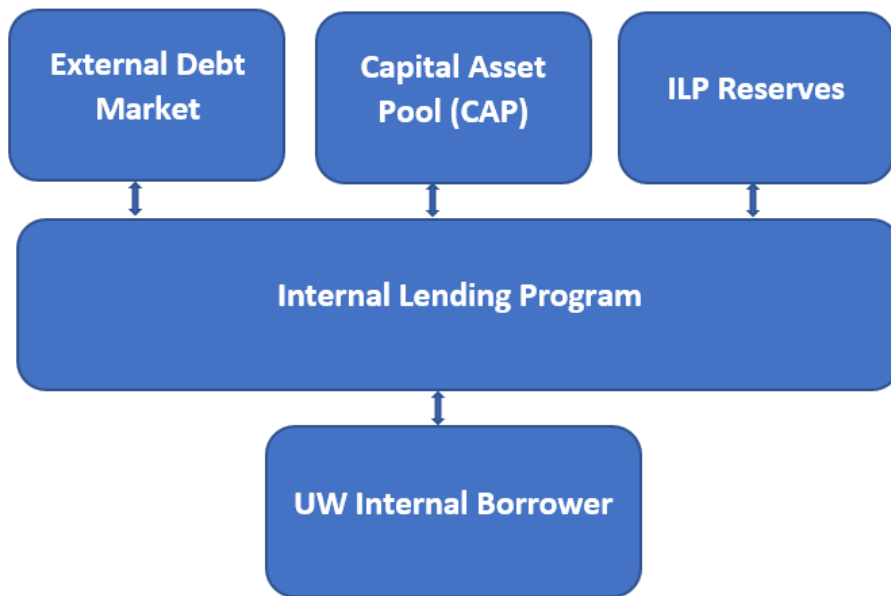 External Debt
Market
Capital Asset
Pool (CAP)
ILP Reserves
Internal Lending Program
UW Internal Borrower